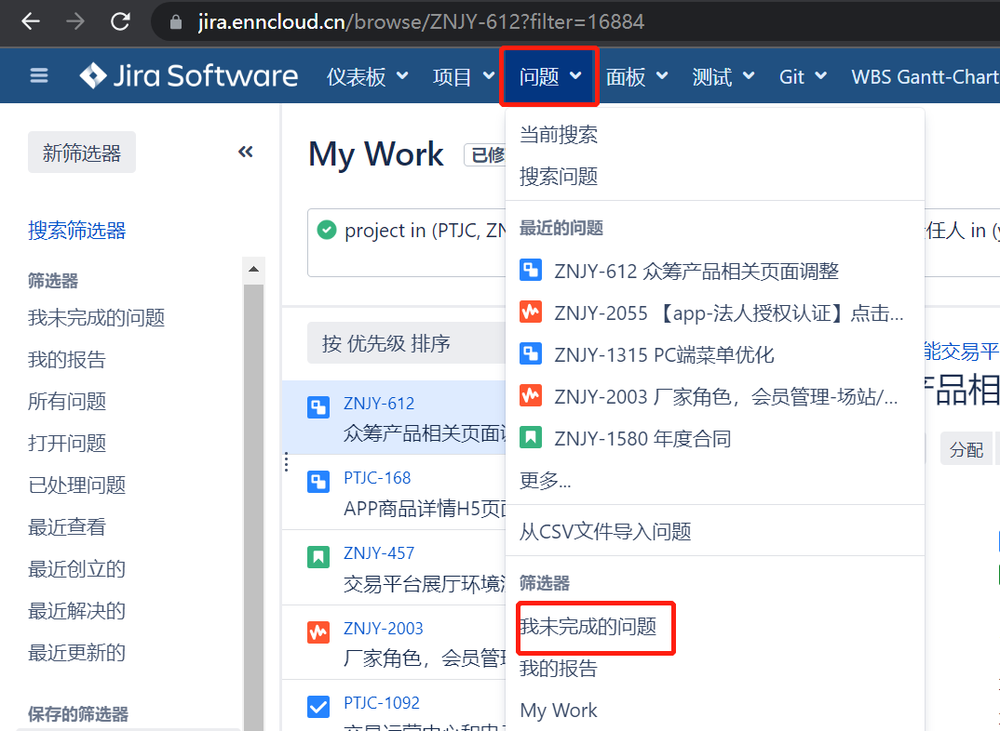 jira.enncloud.cn/browse/ZNJY-612?filter=16884
Jira Software 仪表板 项目 问题 面板 测试 Git WBS Gantt-Chart
新筛选器
搜索筛选器
筛选器
我未完成的问题
我的报告
所有问题
打开问题
已处理问题
最近查看
最近创立的
最近解决的
最近更新的
保存的筛选器
My Work 已修
project in (PTJC, ZN
任人 in (y
按 优先级 排序
ZNJY-612
众筹产品相关页面
PTJC-168
APP商品详情H5页
ZNJY-457
交易平台展厅环境
ZNJY-2003
厂家角色，会员管
PTJC-1092
当前搜索
搜索问题
最近的问题
ZNJY-612 众筹产品相关页面调整
ZNJY-2055 【app-法人授权认证】点击...
ZNJY-1315 PC端菜单优化
ZNJY-2003 厂家角色，会员管理-场站/...
ZNJY-1580 年度合同
更多...
从CSV文件导入问题
筛选器
我未完成的问题
我的报告
My Work
能交易平
产品相
分配